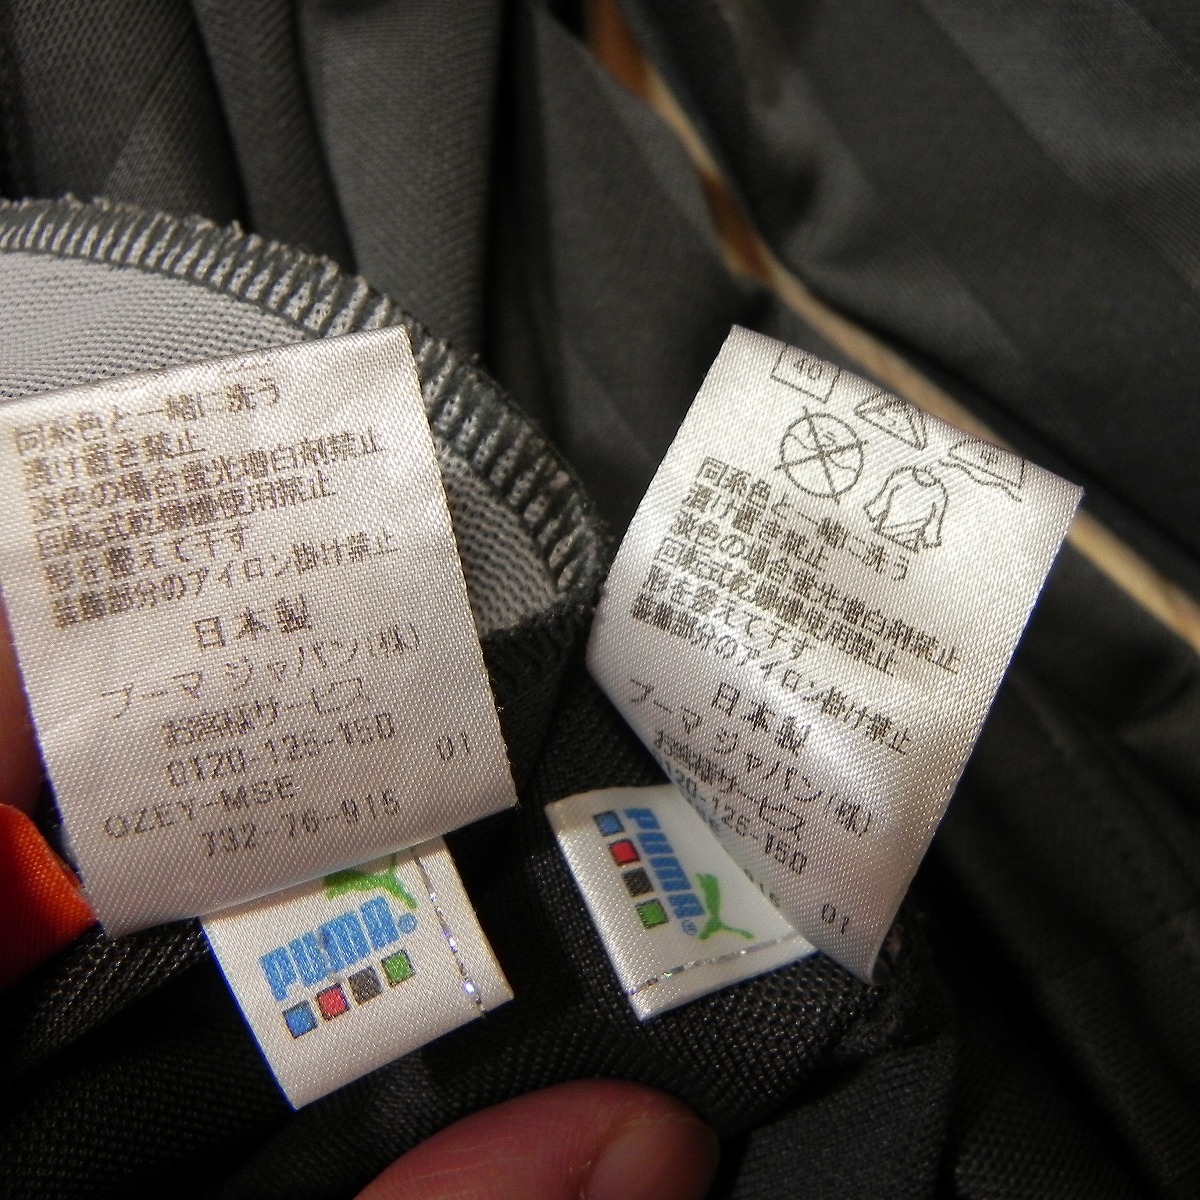 同系色と一緒に洗う
漬け置き禁止
淡色の場合蛍光増白剤禁止
回転式乾燥機使用禁止
形を整えて干す
装飾部分のアイロン掛け禁止
日本製
プーマ ジャパン(株)
お客様サービス
0120-125-150
01
OZEY-MSE
732-76-915
PUMA®
同系色と一緒に洗う
漬け置き禁止
淡色の場合蛍光増白剤禁止
回転式乾燥機使用禁止
形を整えて干す
装飾部分のアイロン掛け禁止
日本製
プーマ ジャパン(株)
お客様サービス
120-125-150
01
PUMA®